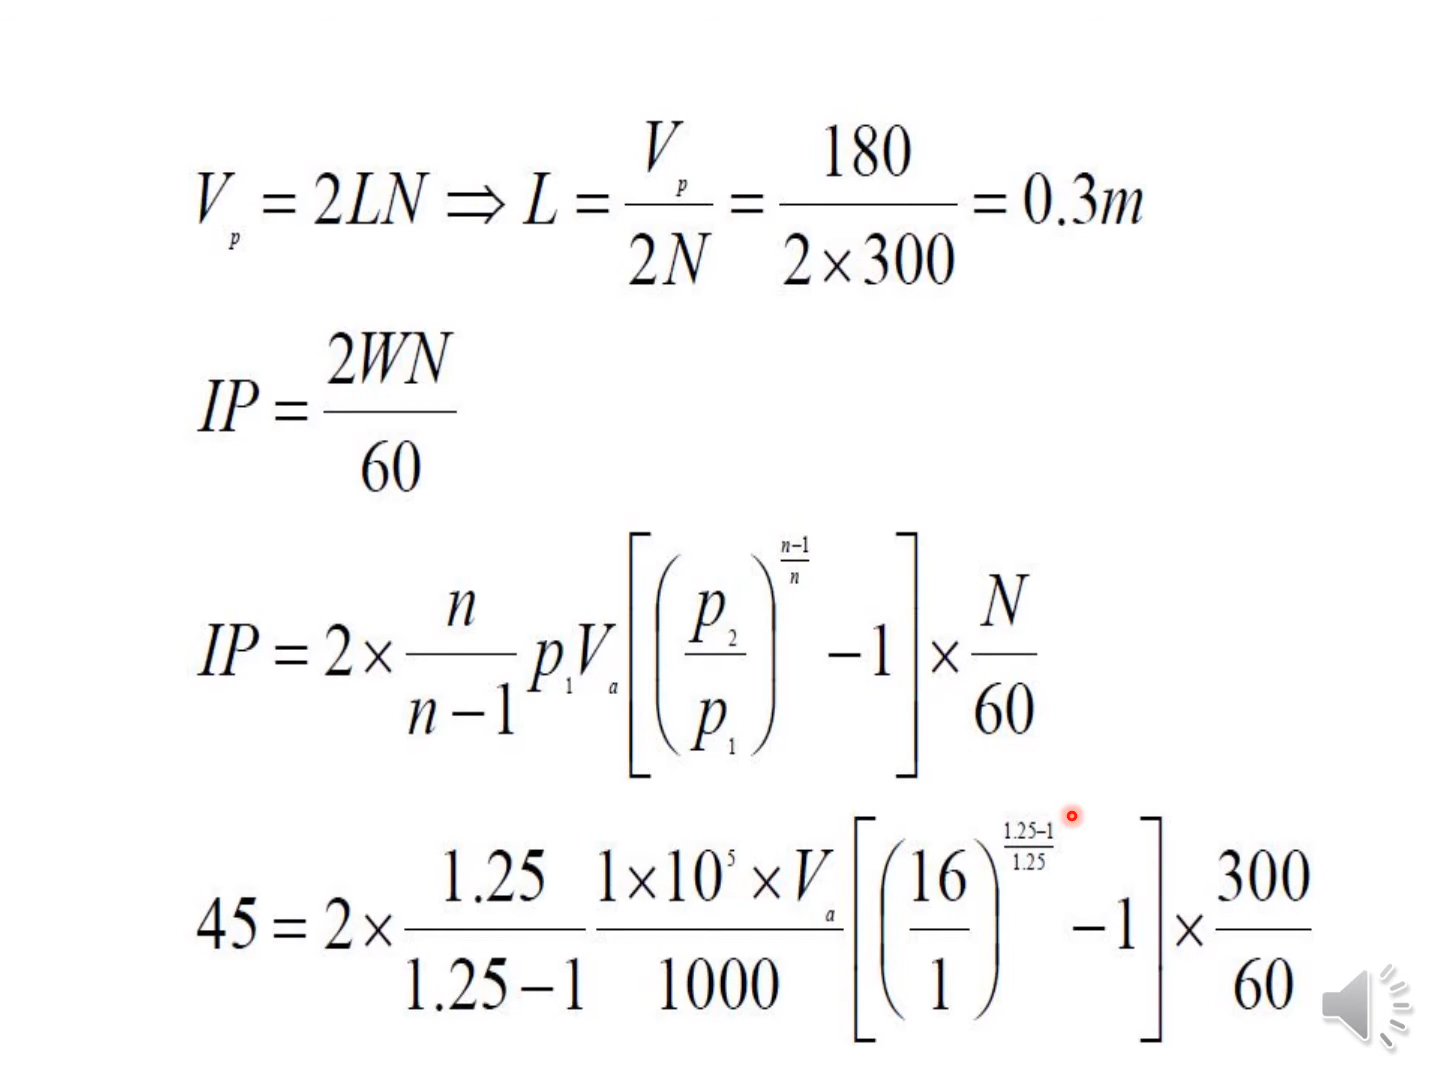 V_p = 2LN ⇒ L = V_p / 2N = 180 / 2×300 = 0.3m
IP = 2WN / 60
IP = 2 × n / n−1 p_1V_a [ ( p_2 / p_1 )^{n−1 / n} −1 ] × N / 60
45 = 2 × 1.25 / 1.25−1 1×10^5×V_a / 1000 [ ( 16 / 1 )^{1.25−1 / 1.25} −1 ] × 300 / 60